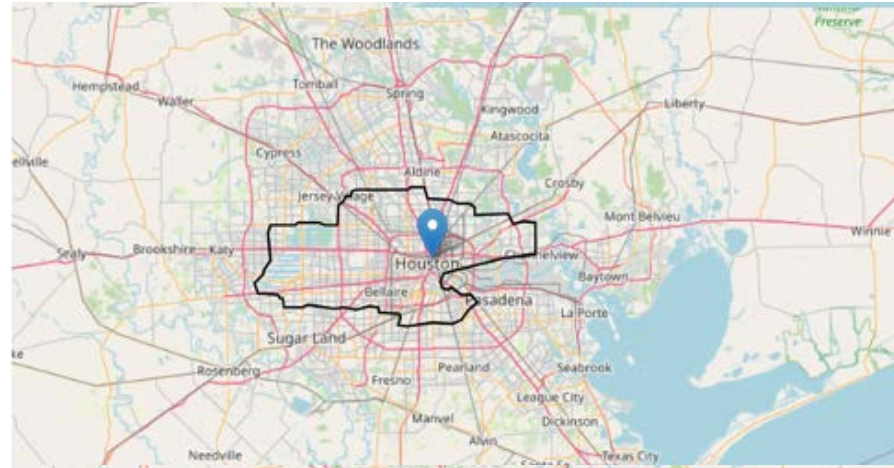 Preserve
The Woodlands
Hempstead
Tomball
Spring
Waller
Kingwood
Liberty
Atascocita
Cypress
ellville
Aldine
Crosby
Jersey Village
Mont Belvieu
Winnie
Sealy
Brookshire
Katy
Channelview
Houston
Baytown
Bellaire
Pasadena
La Porte
Sugar Land
Rosenberg
Pearland
Seabrook
Fresno
League City
Manvel
Dickinson
Alvin
Needville
Texas City